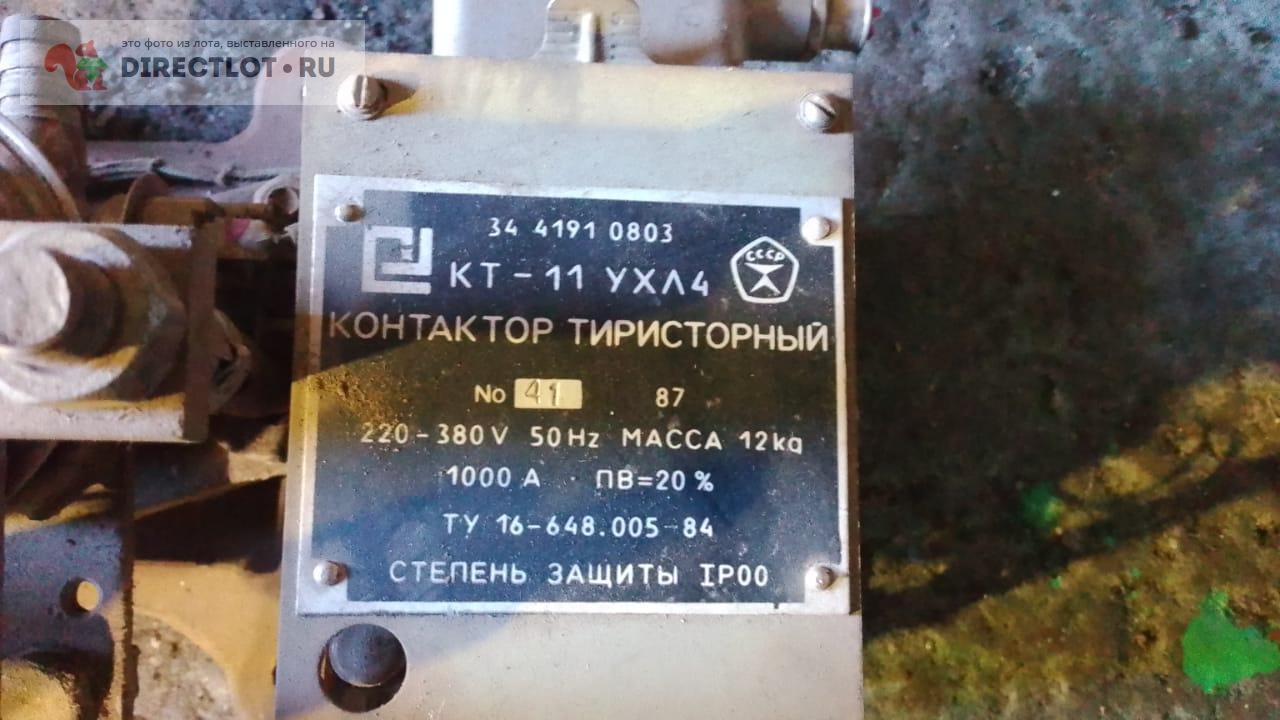 это фото из лота, выставленного на
DIRECTLOT.RU
34 4191 0803
КТ-11 УХЛ4
СССР
КОНТАКТОР ТИРИСТОРНЫЙ
No 41 87
220-380V 50Hz МАССА 12kg
1000 А ПВ=20%
ТУ 16-648.005-84
СТЕПЕНЬ ЗАЩИТЫ IP00